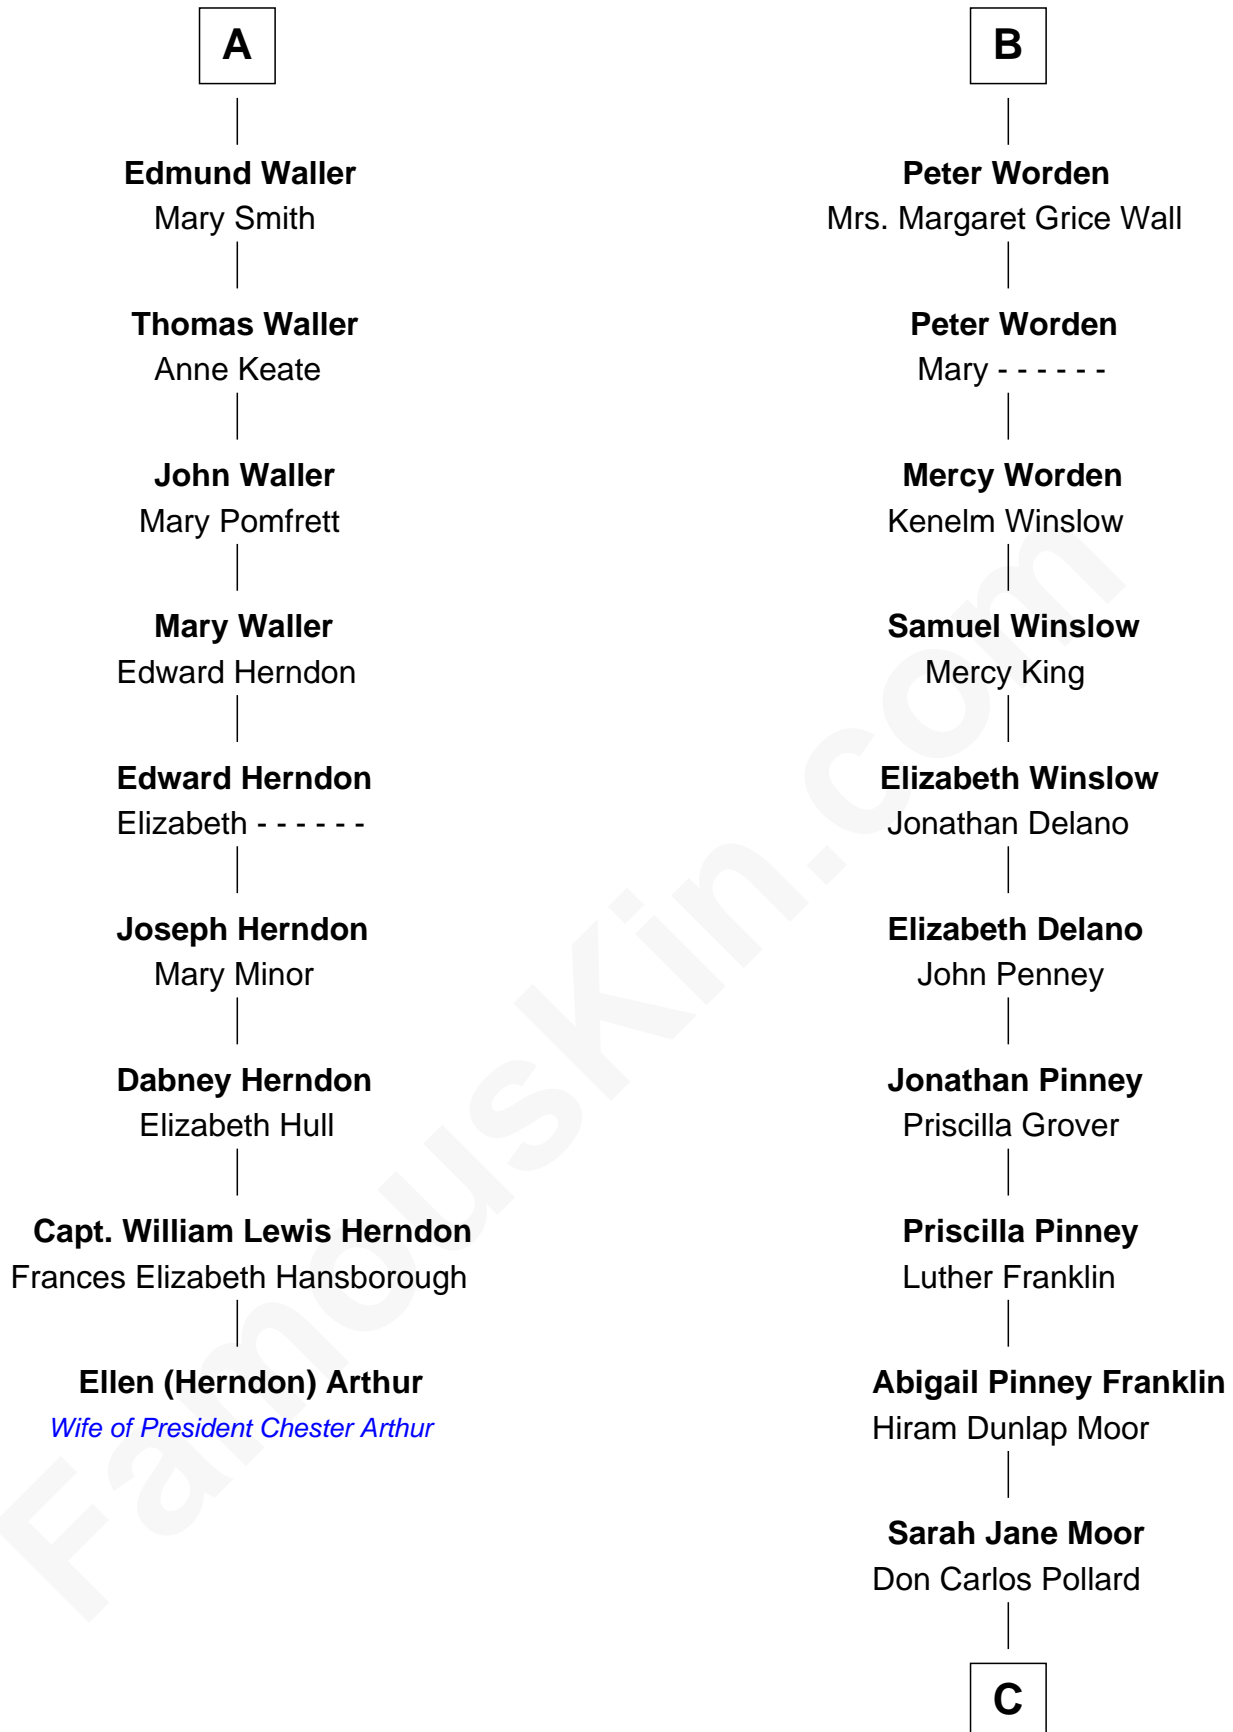 A
Edmund Waller
Mary Smith
Thomas Waller
Anne Keate
John Waller
Mary Pomfrett
Mary Waller
Edward Herndon
Edward Herndon
Elizabeth - - - - - -
Joseph Herndon
Mary Minor
Dabney Herndon
Elizabeth Hull
Capt. William Lewis Herndon
Frances Elizabeth Hansborough
Ellen (Herndon) Arthur
Wife of President Chester Arthur
B
Peter Worden
Mrs. Margaret Grice Wall
Peter Worden
Mary - - - - - -
Mercy Worden
Kenelm Winslow
Samuel Winslow
Mercy King
Elizabeth Winslow
Jonathan Delano
Elizabeth Delano
John Penney
Jonathan Pinney
Priscilla Grover
Priscilla Pinney
Luther Franklin
Abigail Pinney Franklin
Hiram Dunlap Moor
Sarah Jane Moor
Don Carlos Pollard
C
FamousKin.com